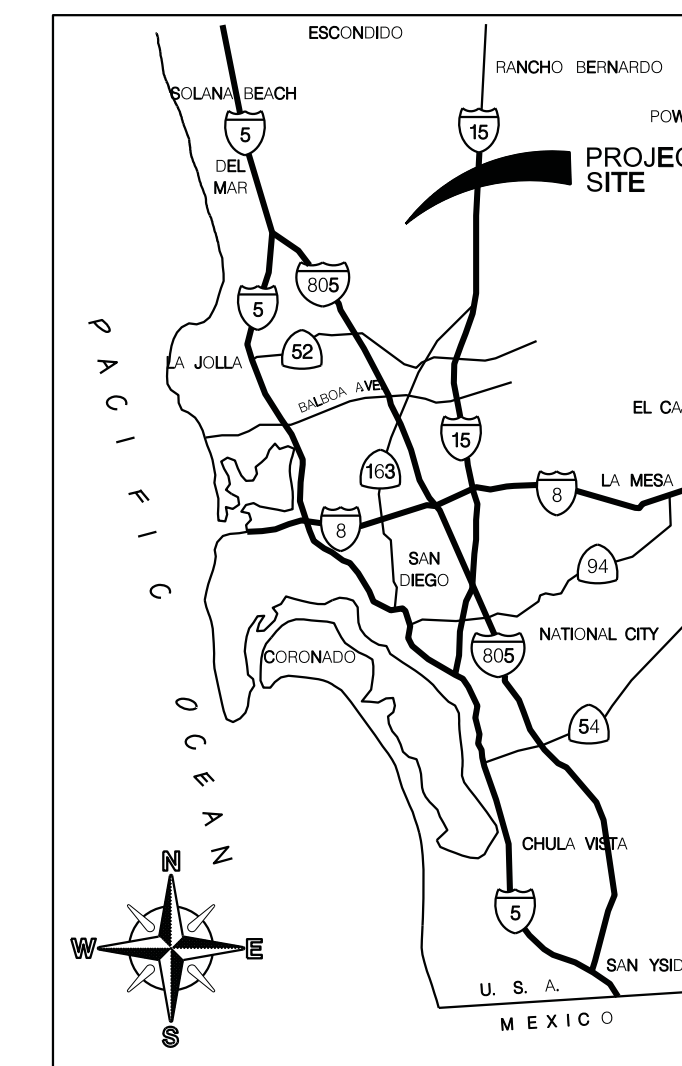 ESCONDIDO
RANCHO BERNARDO
SOLANA BEACH
POW
5
15
PROJEC
SITE
DEL
MAR
805
5
52
LA JOLLA
PACIFIC
BALBOA AVE
EL CA
15
163
LA MESA
8
8
SAN
DIEGO
94
NATIONAL CITY
805
CORONADO
OCEAN
54
CHULA VISTA
N
W E
S
5
SAN YSID
U. S. A.
MEXICO